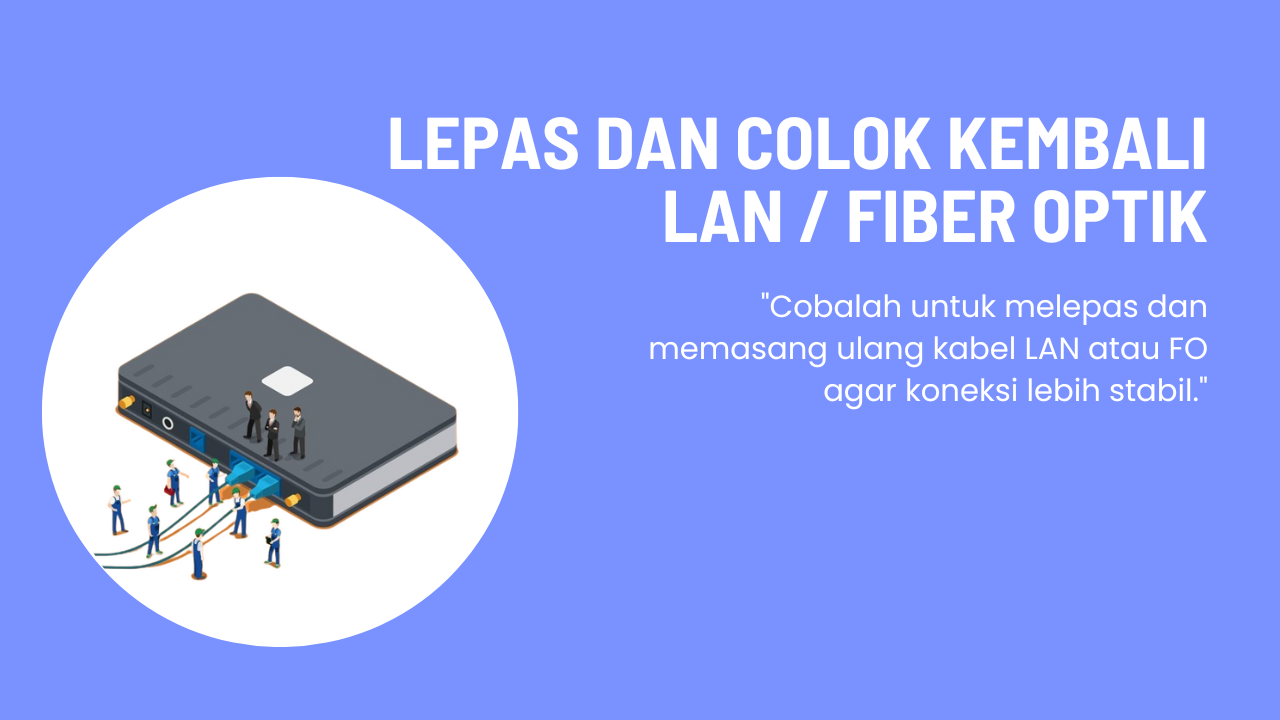 LEPAS DAN COLOK KEMBALI
LAN / FIBER OPTIK
"Cobalah untuk melepas dan
memasang ulang kabel LAN atau FO
agar koneksi lebih stabil."